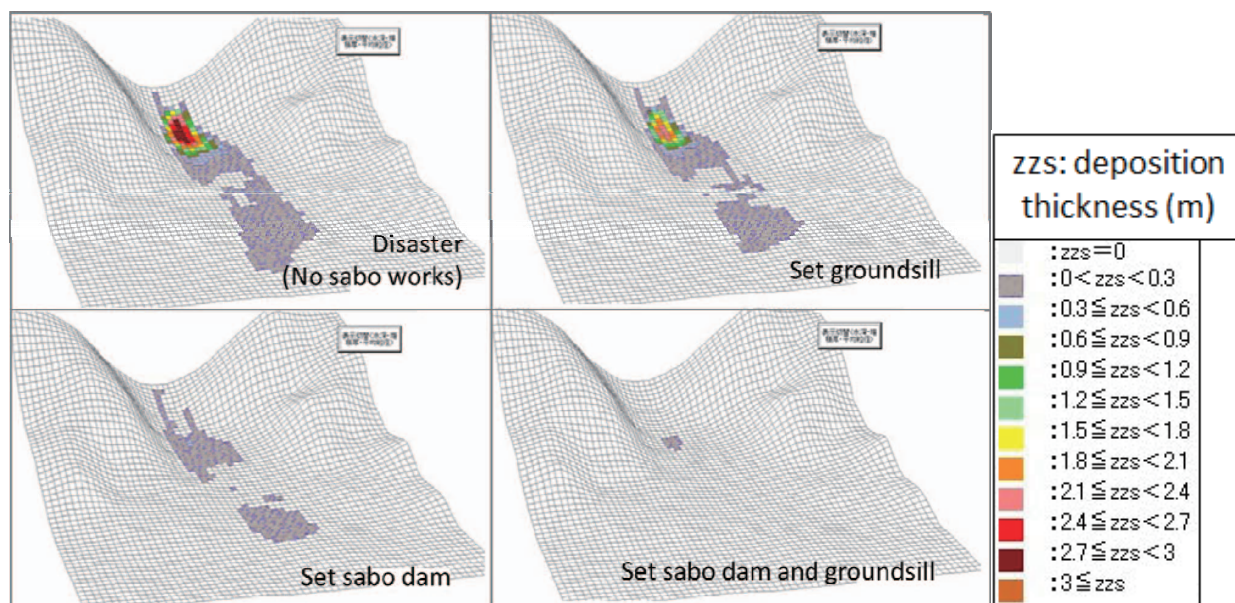 Disaster
(No sabo works)
Set groundsill
Set sabo dam
Set sabo dam and groundsill
zzs: deposition
thickness (m)
:zzs=0
:0<zzs<0.3
:0.3≦zzs<0.6
:0.6≦zzs<0.9
:0.9≦zzs<1.2
:1.2≦zzs<1.5
:1.5≦zzs<1.8
:1.8≦zzs<2.1
:2.1≦zzs<2.4
:2.4≦zzs<2.7
:2.7≦zzs<3
:3≦zzs